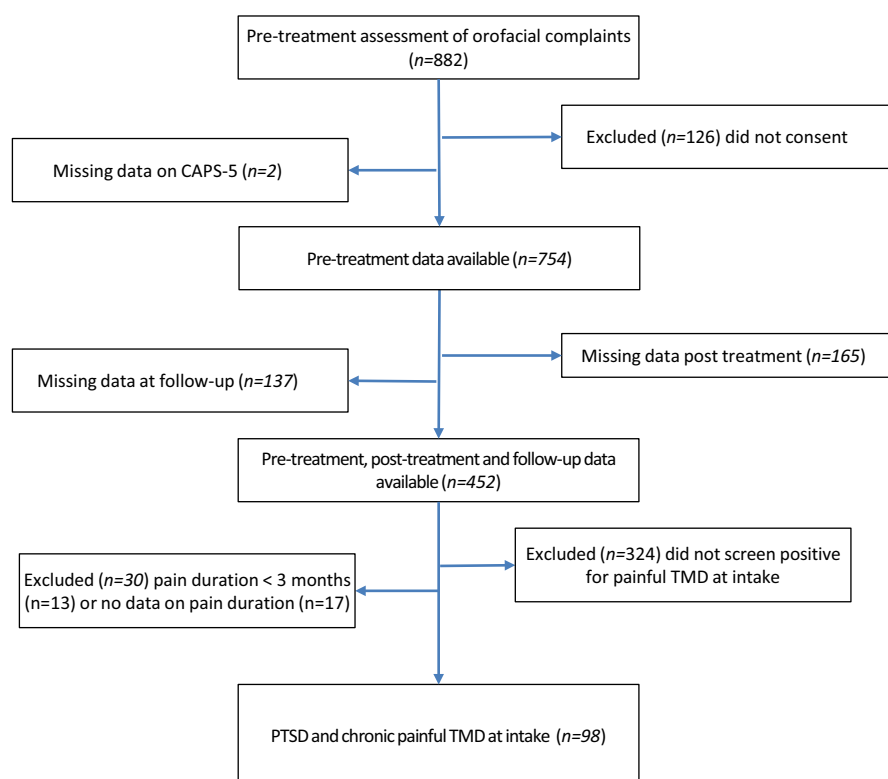 Pre-treatment assessment of orofacial complaints
(n=882)
Excluded (n=126) did not consent
Missing data on CAPS-5 (n=2)
Pre-treatment data available (n=754)
Missing data post treatment (n=165)
Missing data at follow-up (n=137)
Pre-treatment, post-treatment and follow-up data
available (n=452)
Excluded (n=324) did not screen positive
for painful TMD at intake
Excluded (n=30) pain duration < 3 months
(n=13) or no data on pain duration (n=17)
PTSD and chronic painful TMD at intake (n=98)